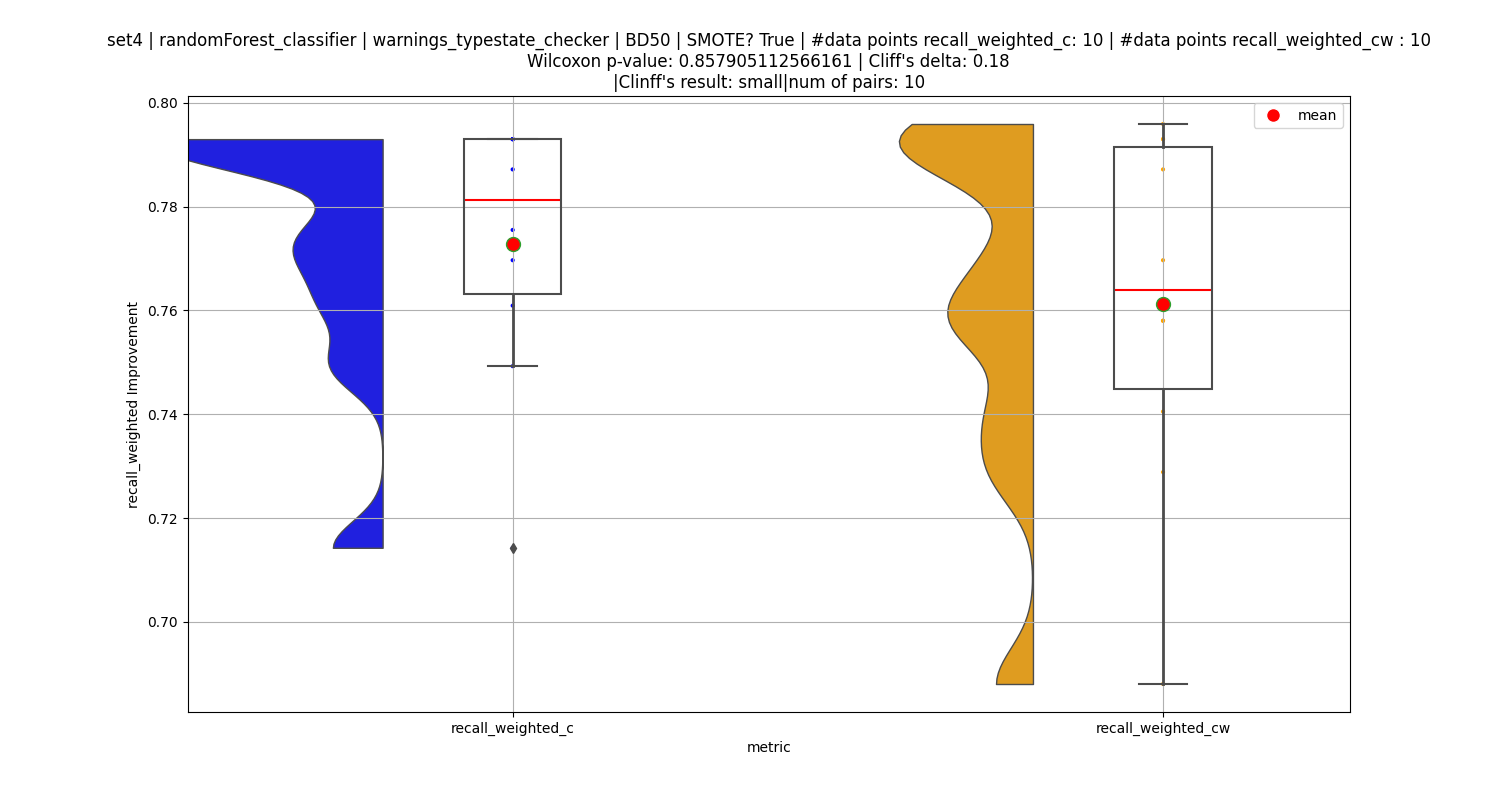 set4 | randomForest_classifier | warnings_typestate_checker | BD50 | SMOTE? True | #data points recall_weighted_c: 10 | #data points recall_weighted_cw : 10
Wilcoxon p-value: 0.857905112566161 | Cliff's delta: 0.18
|Clinff's result: small|num of pairs: 10
mean
0.80
0.78
0.76
0.74
0.72
0.70
recall_weighted Improvement
recall_weighted_c
recall_weighted_cw
metric